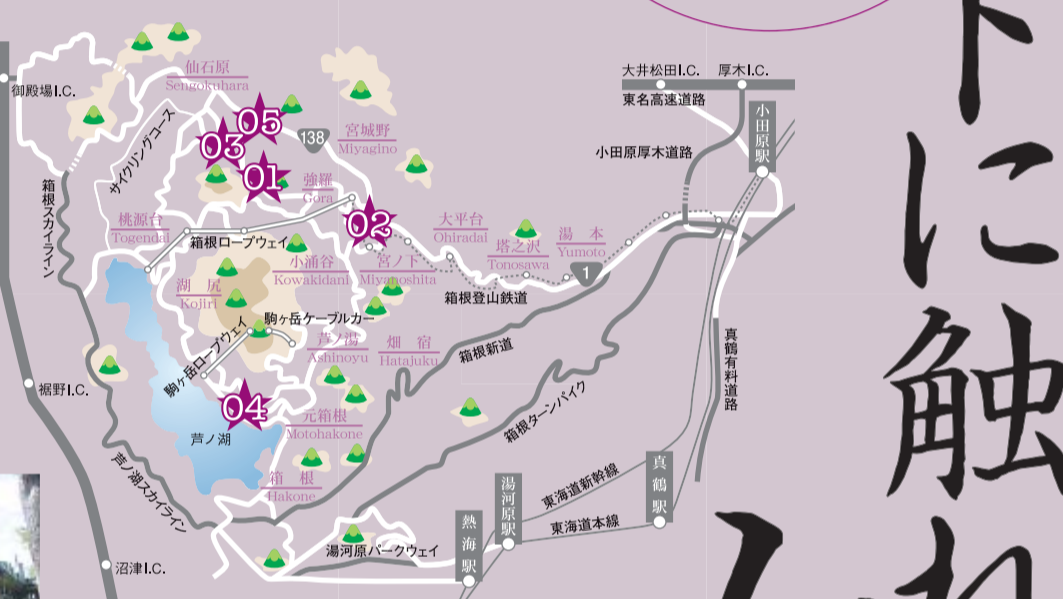 トに触れ
御殿場I.C.
仙石原
Sengokuhara
05
03
01
138
宮城野
Miyagino
大井松田I.C.
厚木I.C.
東名高速道路
小田原駅
小田原厚木道路
サイクリングコース
箱根スカイライン
強羅
Gora
02
桃源台
Togendai
箱根ロープウェイ
大平台
Ohiradai
塔之沢
Tonosawa
湯 本
Yumoto
1
小涌谷
Kowakidani
宮ノ下
Miyanoshita
箱根登山鉄道
湖 尻
Kojiri
駒ヶ岳ケーブルカー
駒ヶ岳ロープウェイ
芦ノ湯
Ashinoyu
畑 宿
Hatajuku
箱根新道
真鶴有料道路
裾野I.C.
04
芦ノ湖
元箱根
Motohakone
箱根ターンパイク
芦ノ湖スカイライン
箱 根
Hakone
東海道新幹線
東海道本線
真鶴駅
湯河原駅
熱海駅
湯河原パークウェイ
沼津I.C.